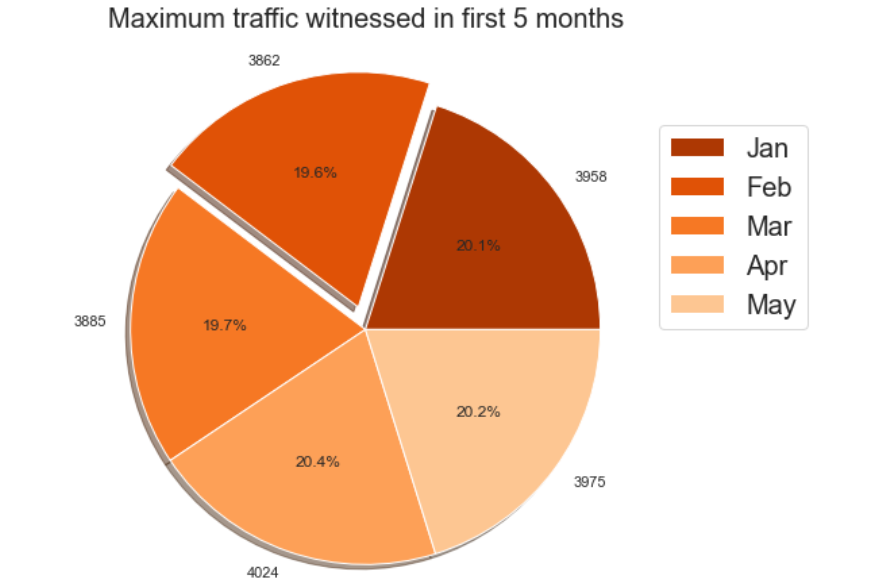 Maximum traffic witnessed in first 5 months
3862
3958
19.6%
20.1%
3885
19.7%
20.2%
20.4%
3975
4024
Jan
Feb
Mar
Apr
May